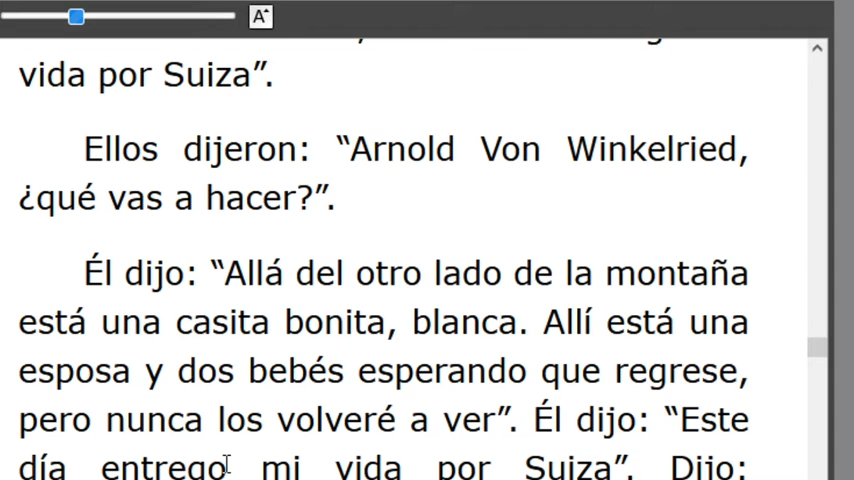 A
vida por Suiza”.
Ellos dijeron: “Arnold Von Winkelried,
¿qué vas a hacer?”.
Él dijo: “Allá del otro lado de la montaña
está una casita bonita, blanca. Allí está una
esposa y dos bebés esperando que regrese,
pero nunca los volveré a ver”. Él dijo: “Este
día entrego mi vida por Suiza”. Dijo: